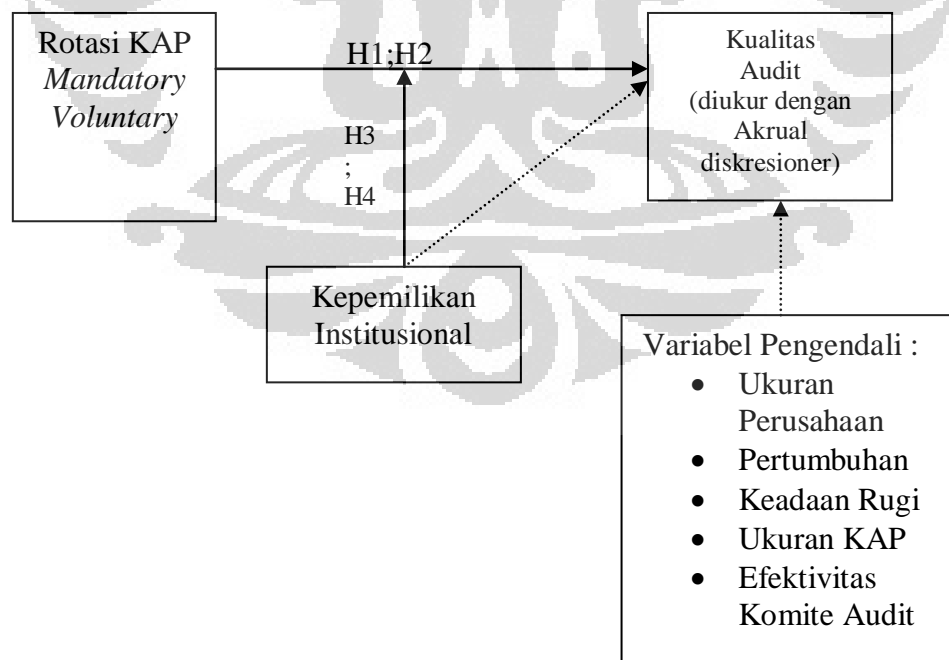 Rotasi KAP
Mandatory
Voluntary
H1;H2
Kualitas
Audit
(diukur dengan
Akrual
diskresioner)
H3
;
H4
Kepemilikan
Institusional
Variabel Pengendali :
• Ukuran
Perusahaan
• Pertumbuhan
• Keadaan Rugi
• Ukuran KAP
• Efektivitas
Komite Audit